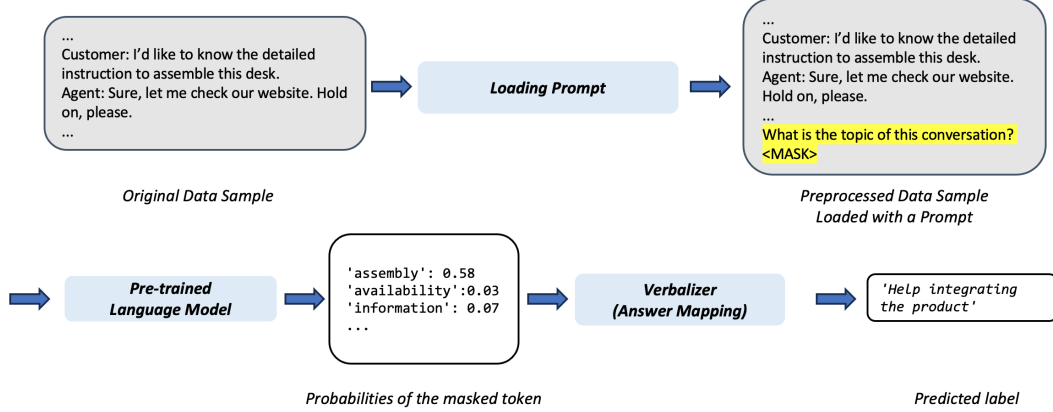 ...
Customer: I'd like to know the detailed
instruction to assemble this desk.
Agent: Sure, let me check our website. Hold
on, please.
...
Loading Prompt
...
Customer: I'd like to know the detailed
instruction to assemble this desk.
Agent: Sure, let me check our website.
Hold on, please.
...
What is the topic of this conversation?
<MASK>
Original Data Sample
Preprocessed Data Sample
Loaded with a Prompt
Pre-trained
Language Model
'assembly': 0.58
'availability':0.03
'information': 0.07
...
Verbalizer
(Answer Mapping)
'Help integrating
the product'
Probabilities of the masked token
Predicted label